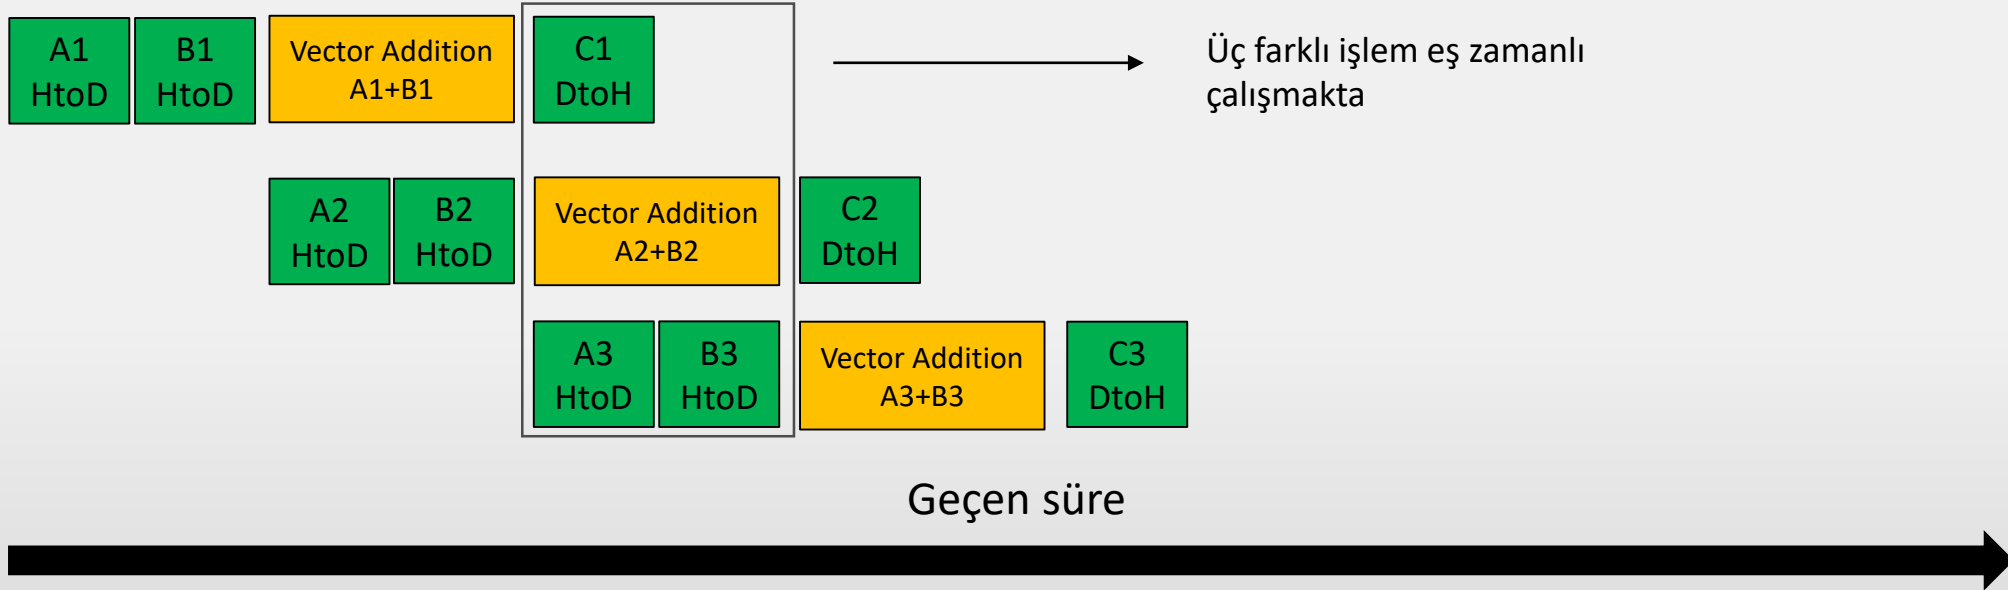 A1
HtoD
B1
HtoD
Vector Addition
A1+B1
C1
DtoH
Üç farklı işlem eş zamanlı
çalışmakta
A2
HtoD
B2
HtoD
Vector Addition
A2+B2
C2
DtoH
A3
HtoD
B3
HtoD
Vector Addition
A3+B3
C3
DtoH
Geçen süre